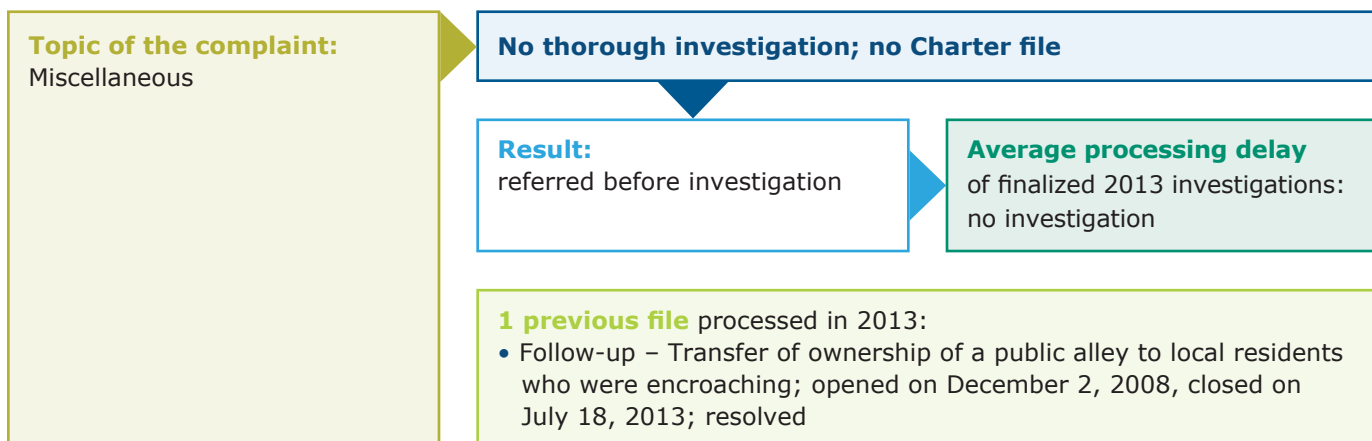 Topic of the complaint:
Miscellaneous
No thorough investigation; no Charter file
Result:
referred before investigation
Average processing delay
of finalized 2013 investigations:
no investigation
1 previous file processed in 2013:
• Follow-up – Transfer of ownership of a public alley to local residents
who were encroaching; opened on December 2, 2008, closed on
July 18, 2013; resolved